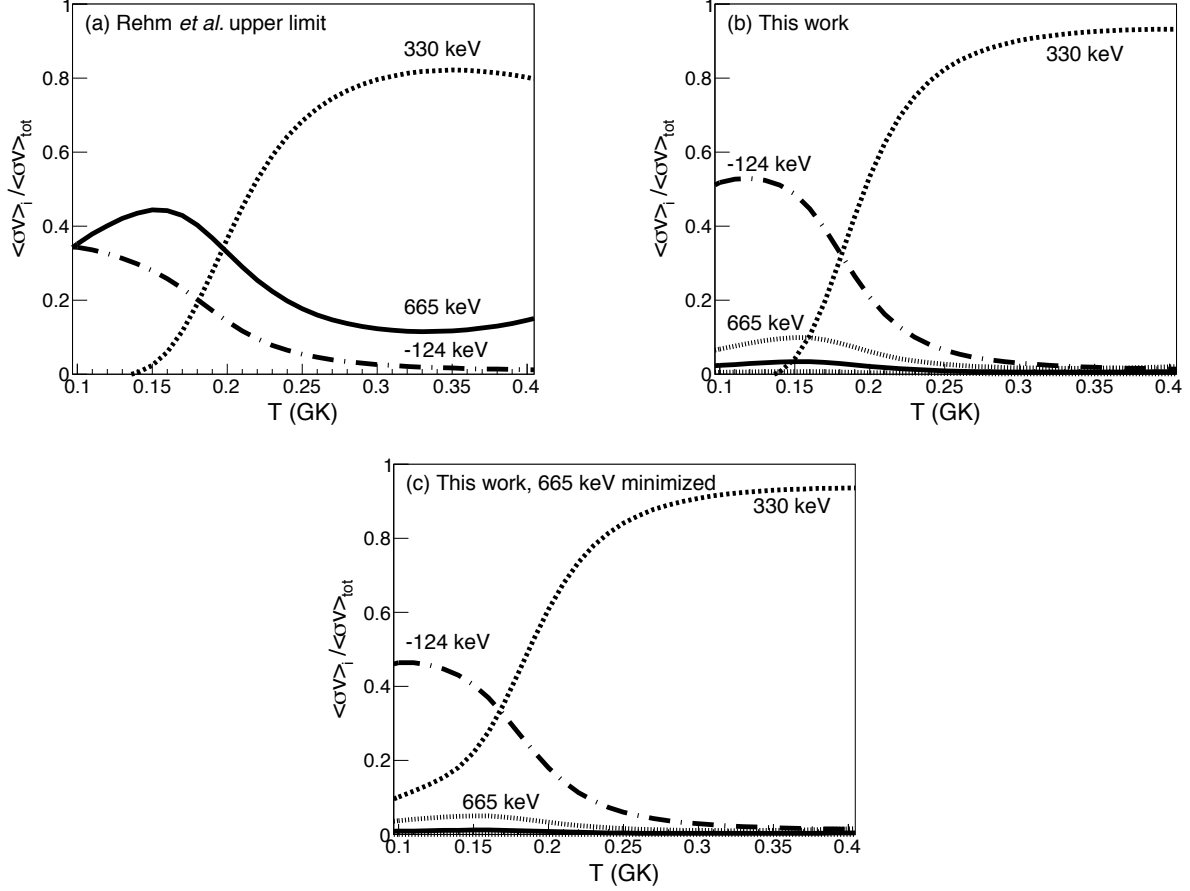 (a) Rehm et al. upper limit
330 keV
665 keV
-124 keV
<σv>i /<σv>tot
1
0.8
0.6
0.4
0.2
0
0.1 0.15 0.2 0.25 0.3 0.35 0.4
T (GK)
(b) This work
330 keV
-124 keV
665 keV
<σv>i /<σv>tot
1
0.8
0.6
0.4
0.2
0
0.1 0.15 0.2 0.25 0.3 0.35 0.4
T (GK)
(c) This work, 665 keV minimized
330 keV
-124 keV
665 keV
<σv>i /<σv>tot
1
0.8
0.6
0.4
0.2
0
0.1 0.15 0.2 0.25 0.3 0.35 0.4
T (GK)